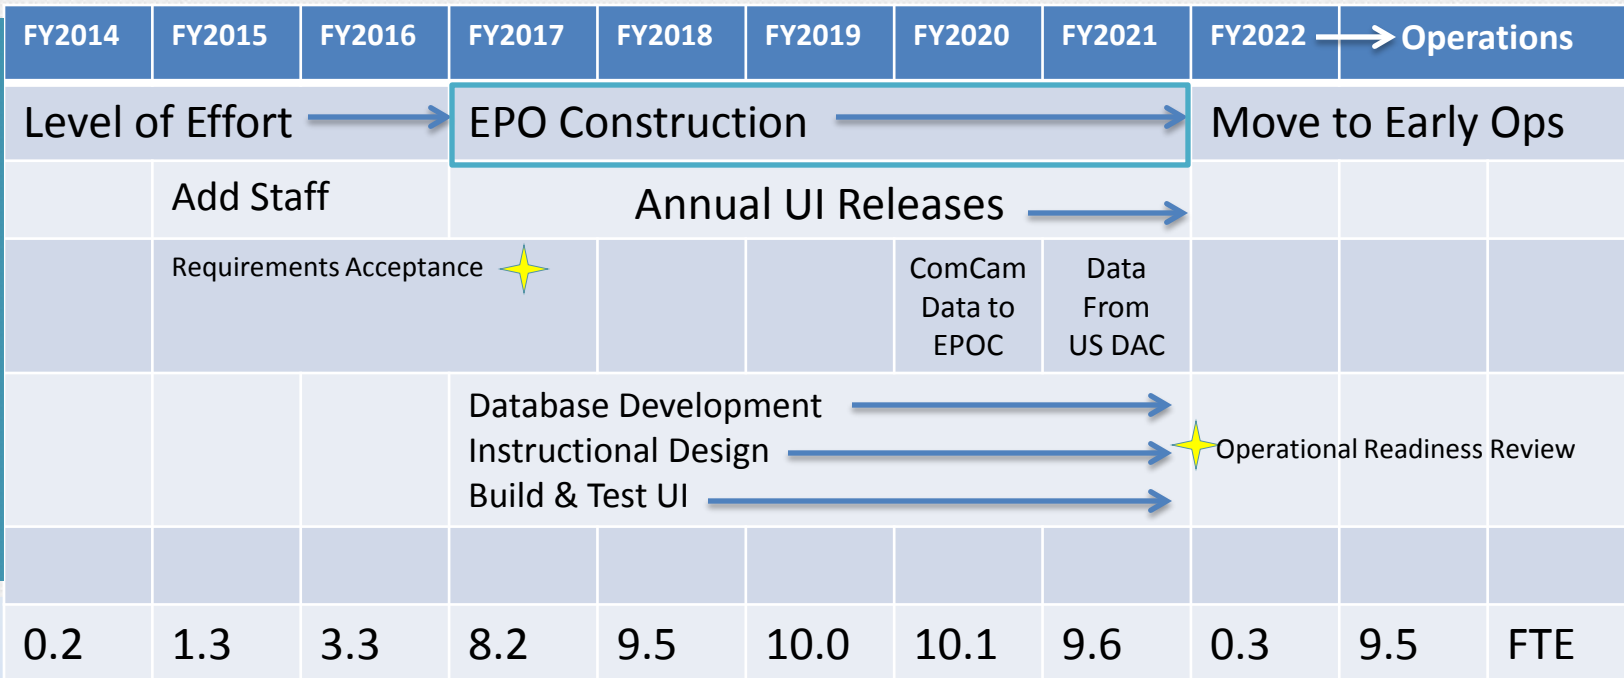 FY2014 FY2015 FY2016 FY2017 FY2018 FY2019 FY2020 FY2021 FY2022 Operations
Level of Effort EPO Construction Move to Early Ops
Add Staff Annual UI Releases
Requirements Acceptance
ComCam
Data to
EPOC
Data
From
US DAC
Database Development
Instructional Design
Build & Test UI
Operational Readiness Review
0.2 1.3 3.3 8.2 9.5 10.0 10.1 9.6 0.3 9.5 FTE